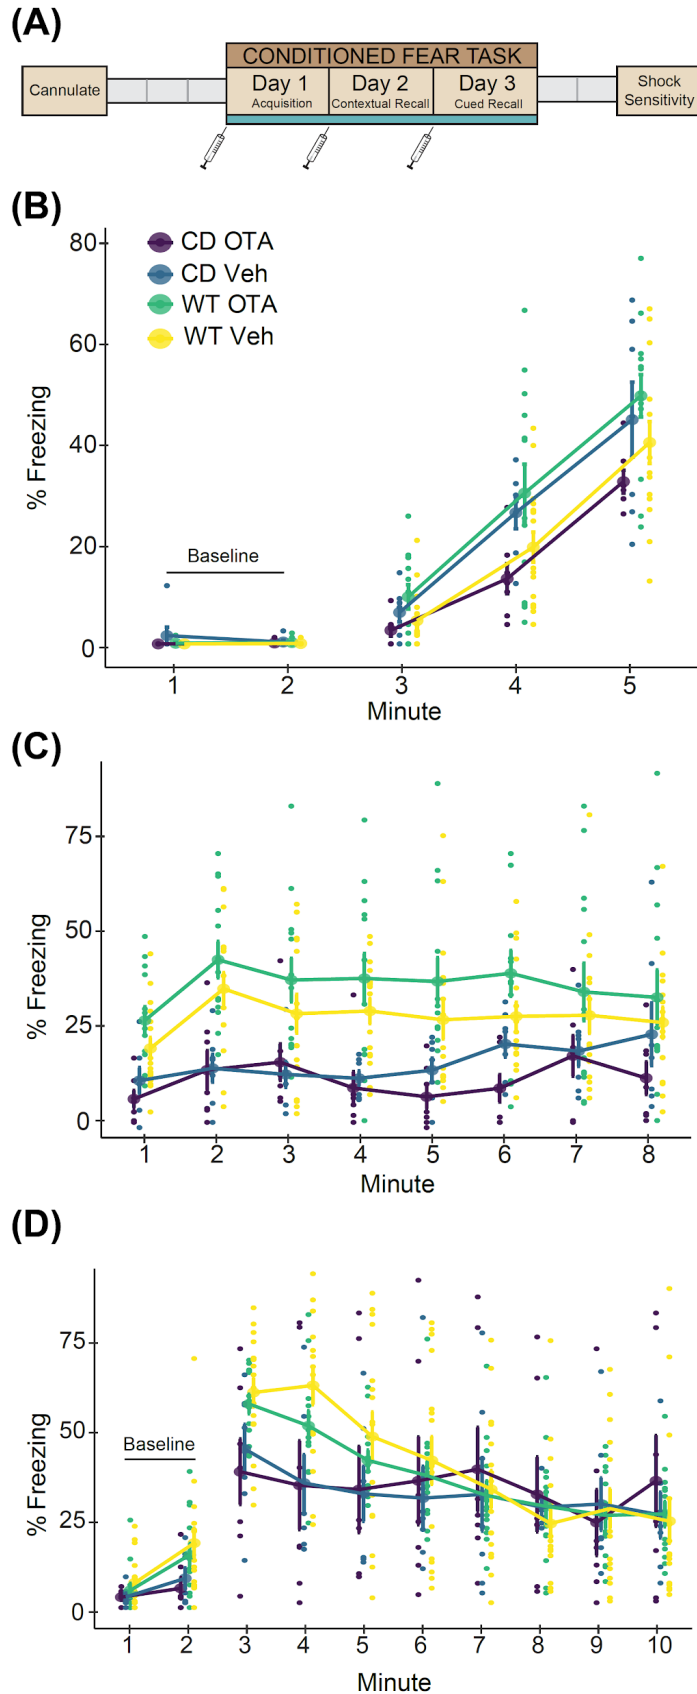 (A)
CONDITIONED FEAR TASK
Cannulate
Day 1
Acquisition
Day 2
Contextual Recall
Day 3
Cued Recall
Shock
Sensitivity
(B)
CD OTA
CD Veh
WT OTA
WT Veh
% Freezing
80
60
40
20
0
Baseline
1 2 3 4 5
Minute
(C)
% Freezing
75
50
25
0
1 2 3 4 5 6 7 8
Minute
(D)
% Freezing
75
50
25
0
Baseline
1 2 3 4 5 6 7 8 9 10
Minute